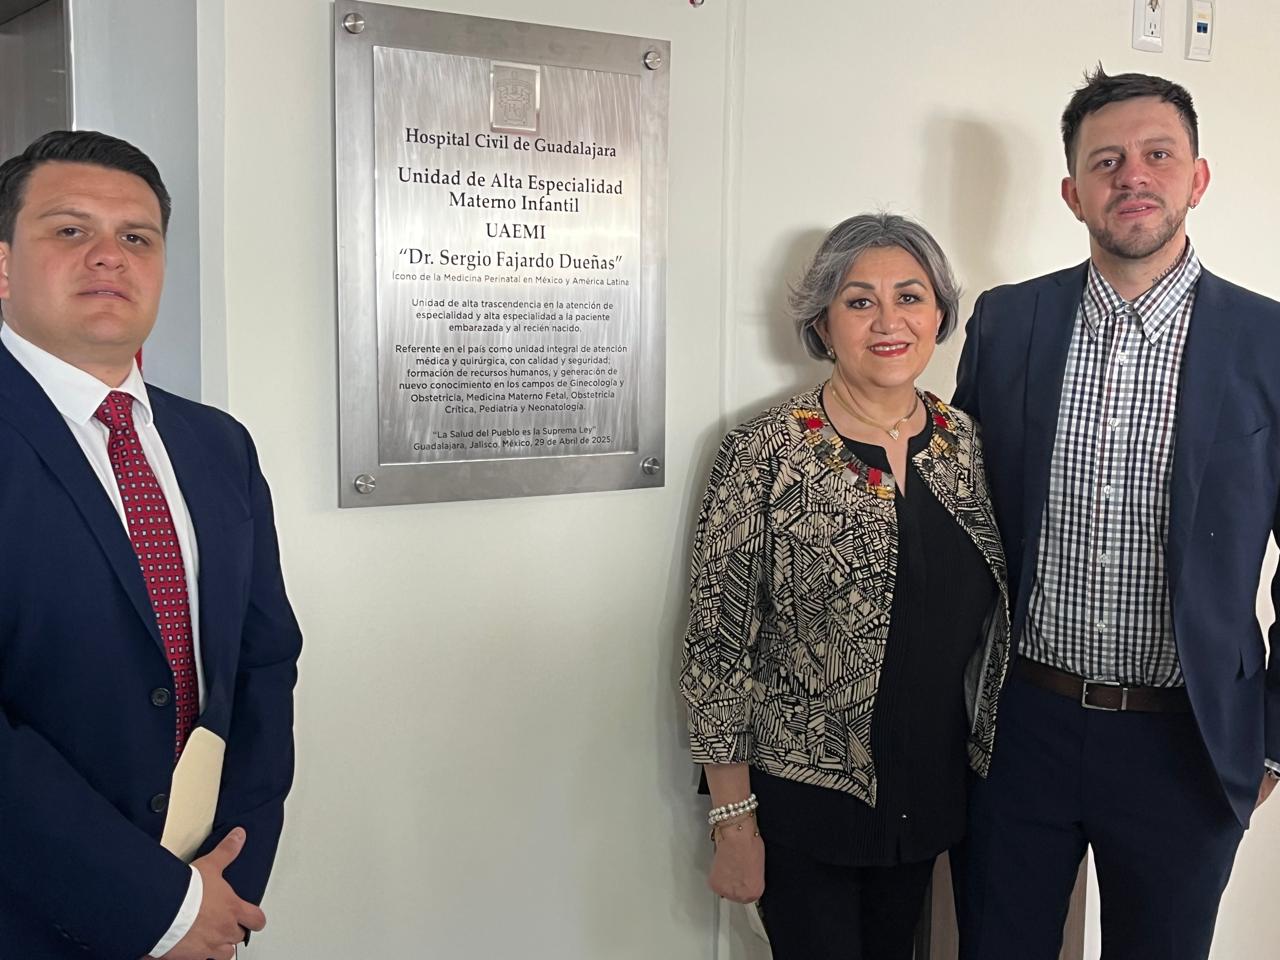 Hospital Civil de Guadalajara
Unidad de Alta Especialidad
Materno Infantil
UAEMI
“Dr. Sergio Fajardo Dueñas”
Ícono de la Medicina Perinatal en México y América Latina
Unidad de alta trascendencia en la atención de
especialidad y alta especialidad a la paciente
embarazada y al recién nacido.
Referente en el país como unidad integral de atención
médica y quirúrgica, con calidad y seguridad;
formación de recursos humanos, y generación de
nuevo conocimiento en los campos de Ginecología y
Obstetricia, Medicina Materno Fetal, Obstetricia
Crítica, Pediatría y Neonatología.
“La Salud del Pueblo es la Suprema Ley”
Guadalajara, Jalisco. México, 29 de Abril de 2025.